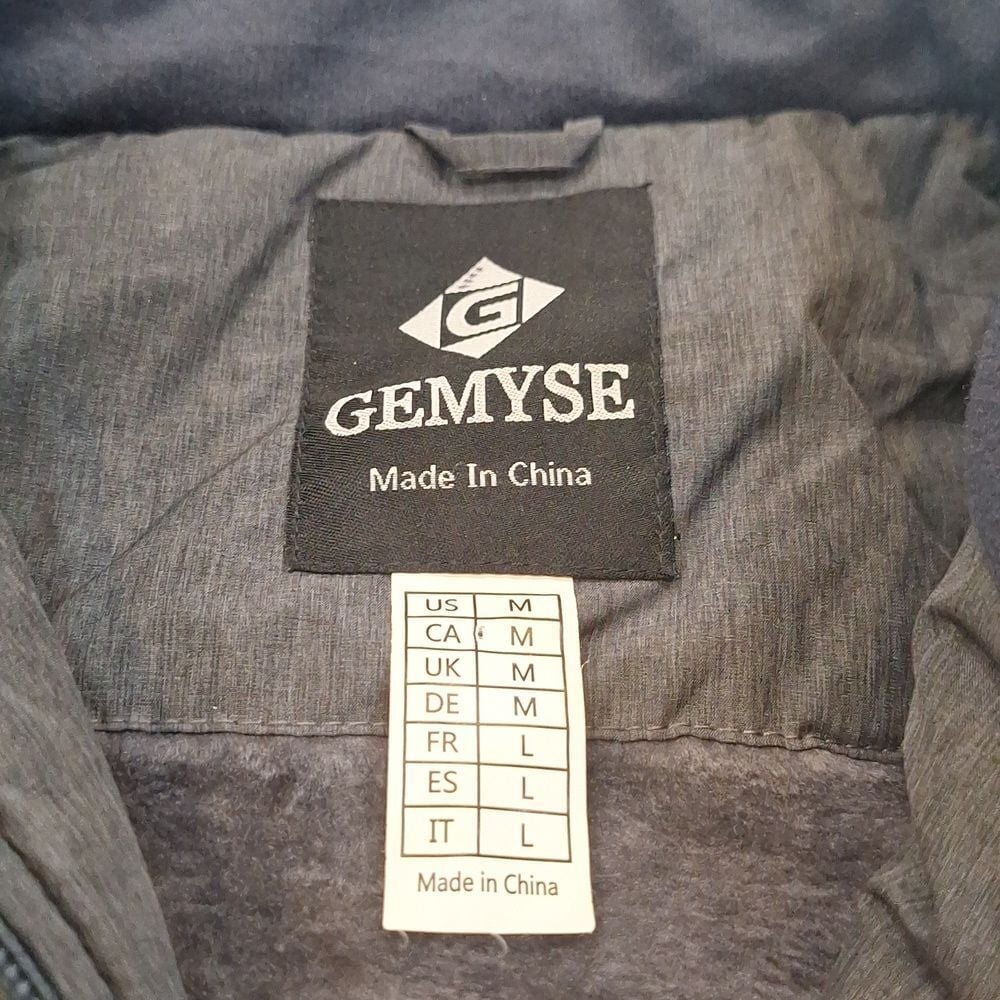 G
GEMYSE
Made In China
US M
CA M
UK M
DE M
FR L
ES L
IT L
Made in China